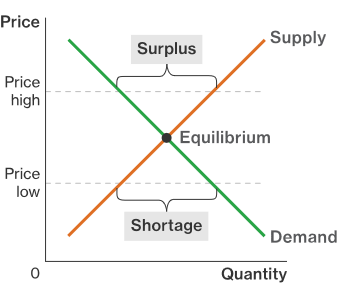 Price
Supply
Surplus
Price
high
Equilibrium
Price
low
Shortage
Demand
0
Quantity